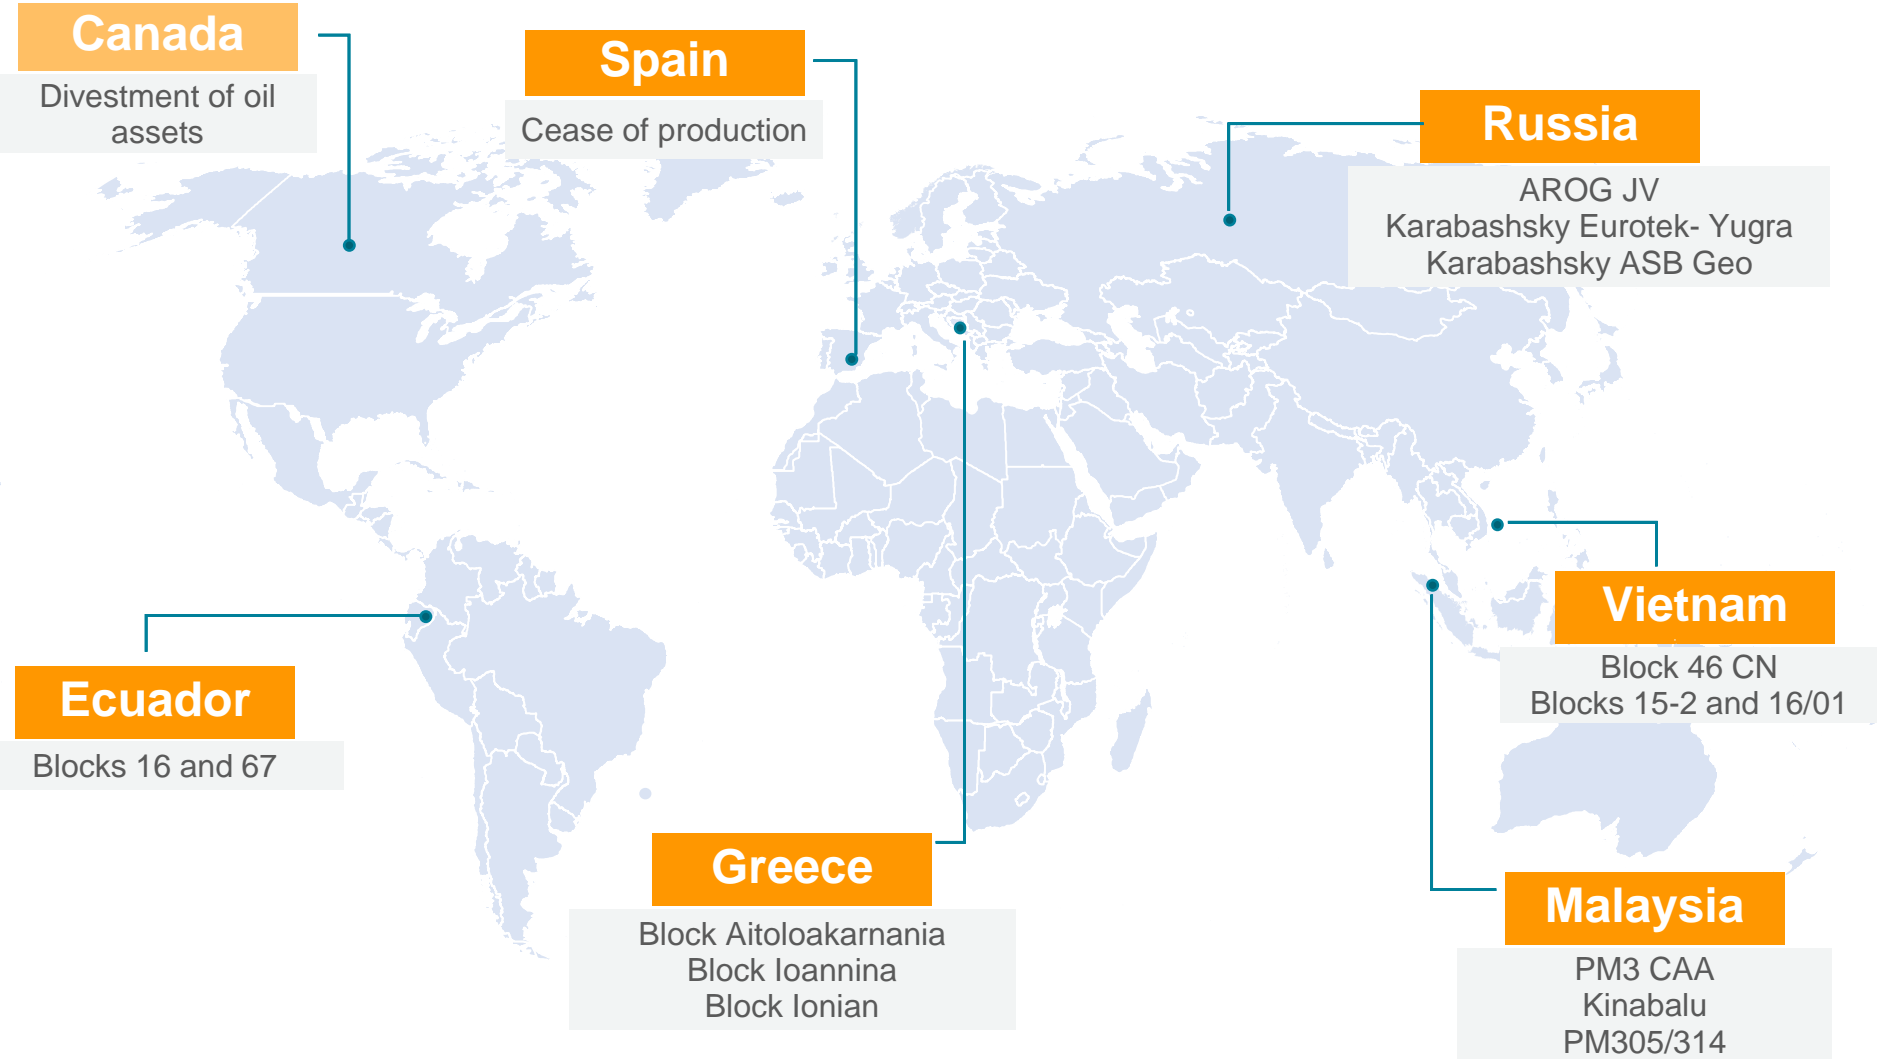 Canada
Divestment of oil
assets
Spain
Cease of production
Russia
AROG JV
Karabashsky Eurotek- Yugra
Karabashsky ASB Geo
Vietnam
Block 46 CN
Blocks 15-2 and 16/01
Ecuador
Blocks 16 and 67
Greece
Block Aitoloakarnania
Block Ioannina
Block Ionian
Malaysia
PM3 CAA
Kinabalu
PM305/314